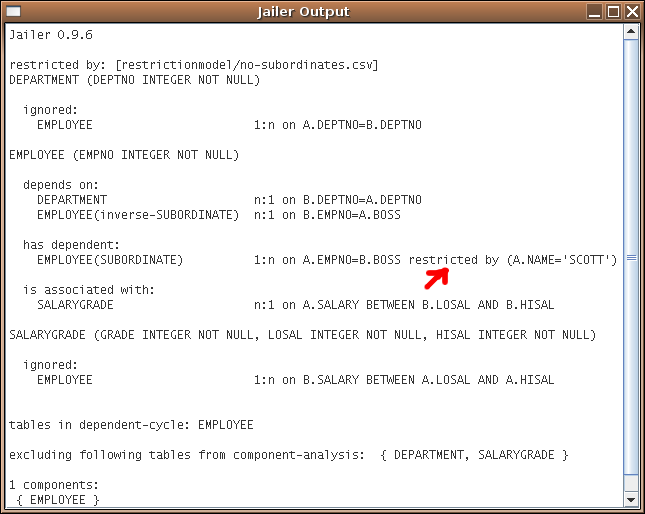 Jailer Output
Jailer 0.9.6
restricted by: [restrictionmodel/no-subordinates.csv]
DEPARTMENT (DEPTNO INTEGER NOT NULL)
ignored:
EMPLOYEE 1:n on A.DEPTNO=B.DEPTNO
EMPLOYEE (EMPNO INTEGER NOT NULL)
depends on:
DEPARTMENT n:1 on B.DEPTNO=A.DEPTNO
EMPLOYEE(inverse-SUBORDINATE) n:1 on B.EMPNO=A.BOSS
has dependent:
EMPLOYEE(SUBORDINATE) 1:n on A.EMPNO=B.BOSS restricted by (A.NAME='SCOTT')
is associated with:
SALARYGRADE n:1 on A.SALARY BETWEEN B.LOSAL AND B.HISAL
SALARYGRADE (GRADE INTEGER NOT NULL, LOSAL INTEGER NOT NULL, HISAL INTEGER NOT NULL)
ignored:
EMPLOYEE 1:n on B.SALARY BETWEEN A.LOSAL AND A.HISAL
tables in dependent-cycle: EMPLOYEE
excluding following tables from component-analysis: { DEPARTMENT, SALARYGRADE }
1 components:
{ EMPLOYEE }